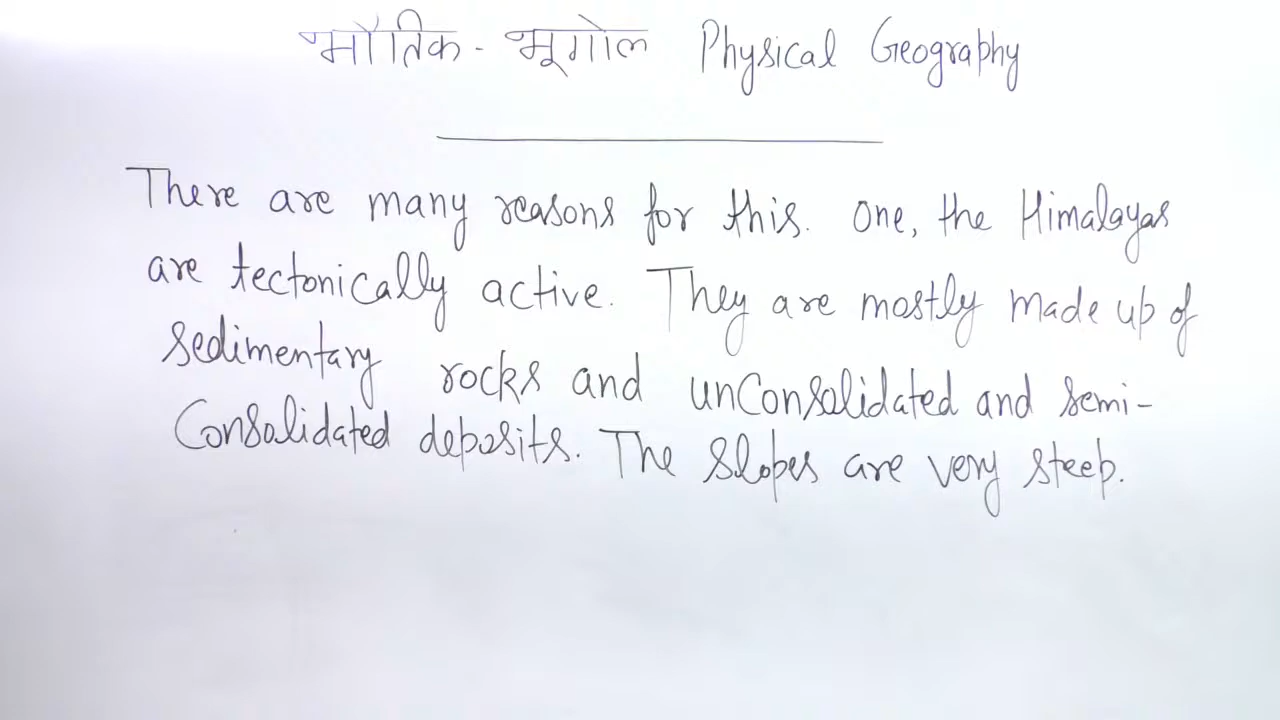 भौतिक - भूगोल Physical Geography
There are many reasons for this. One, the Himalayas
are tectonically active. They are mostly made up of
sedimentary rocks and unconsolidated and semi-
Consolidated deposits. The slopes are very steep.